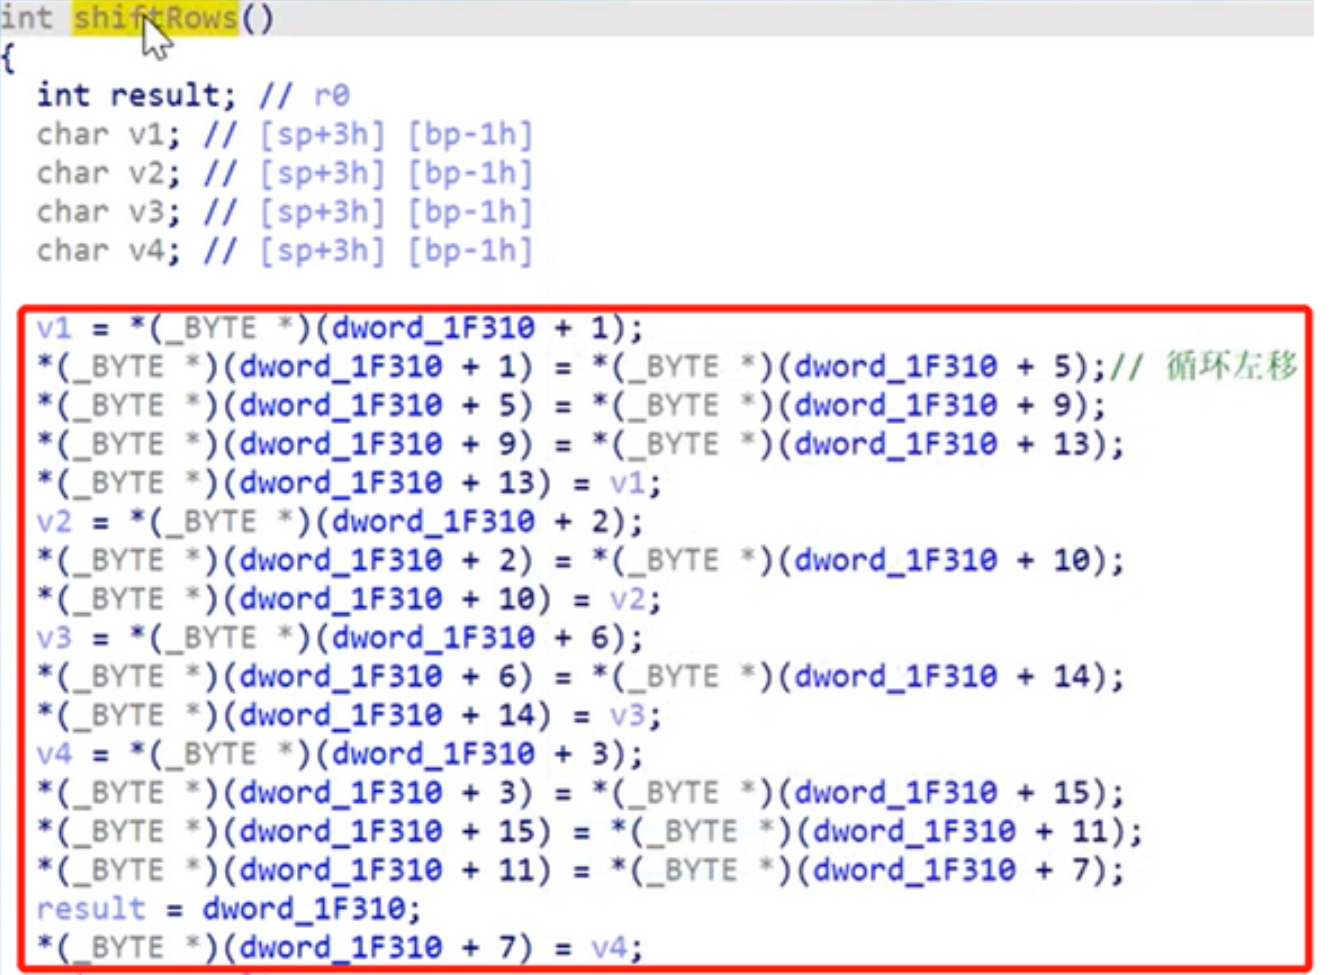 int shiftRows()
{
  int result; // r0
  char v1; // [sp+3h] [bp-1h]
  char v2; // [sp+3h] [bp-1h]
  char v3; // [sp+3h] [bp-1h]
  char v4; // [sp+3h] [bp-1h]
  v1 = *(_BYTE *)(dword_1F310 + 1);
  *(_BYTE *)(dword_1F310 + 1) = *(_BYTE *)(dword_1F310 + 5);// 循环左移
  *(_BYTE *)(dword_1F310 + 5) = *(_BYTE *)(dword_1F310 + 9);
  *(_BYTE *)(dword_1F310 + 9) = *(_BYTE *)(dword_1F310 + 13);
  *(_BYTE *)(dword_1F310 + 13) = v1;
  v2 = *(_BYTE *)(dword_1F310 + 2);
  *(_BYTE *)(dword_1F310 + 2) = *(_BYTE *)(dword_1F310 + 10);
  *(_BYTE *)(dword_1F310 + 10) = v2;
  v3 = *(_BYTE *)(dword_1F310 + 6);
  *(_BYTE *)(dword_1F310 + 6) = *(_BYTE *)(dword_1F310 + 14);
  *(_BYTE *)(dword_1F310 + 14) = v3;
  v4 = *(_BYTE *)(dword_1F310 + 3);
  *(_BYTE *)(dword_1F310 + 3) = *(_BYTE *)(dword_1F310 + 15);
  *(_BYTE *)(dword_1F310 + 15) = *(_BYTE *)(dword_1F310 + 11);
  *(_BYTE *)(dword_1F310 + 11) = *(_BYTE *)(dword_1F310 + 7);
  result = dword_1F310;
  *(_BYTE *)(dword_1F310 + 7) = v4;